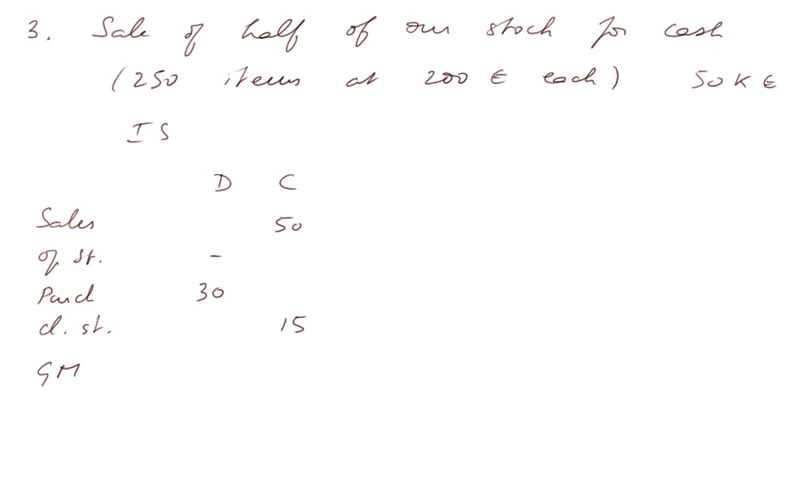 3. Sale of half of our stock for cash
(250 items at 200 € each) 50 K €
IS
D C
Sales 50
op st. -
Purch 30
cl. st. 15
GM